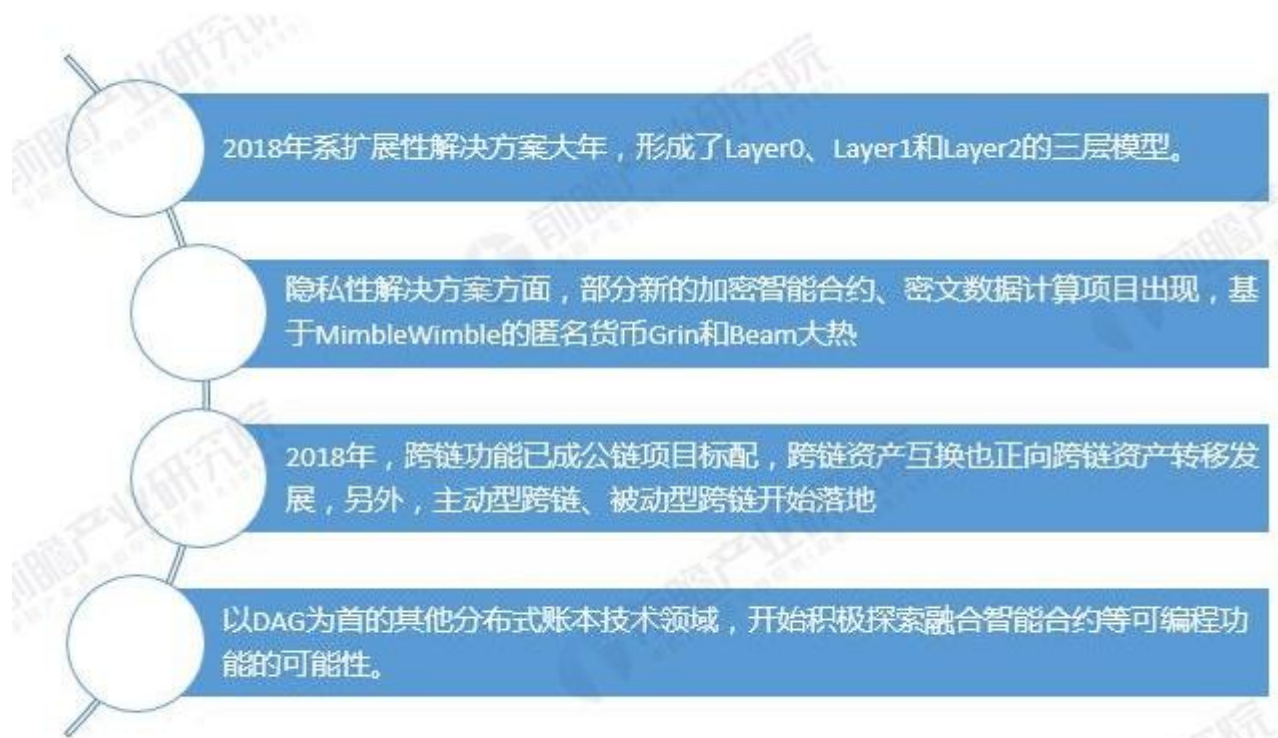 2018年系扩展性解决方案大年，形成了Layer0、Layer1和Layer2的三层模型。
隐私性解决方案方面，部分新的加密智能合约、密文数据计算项目出现，基
于MimbleWimble的匿名货币Grin和Beam大热
2018年，跨链功能已成公链项目标配，跨链资产互换也正向跨链资产转移发
展，另外，主动型跨链、被动型跨链开始落地
以DAG为首的其他分布式账本技术领域，开始积极探索融合智能合约等可编程功
能的可能性。
前瞻产业研究院